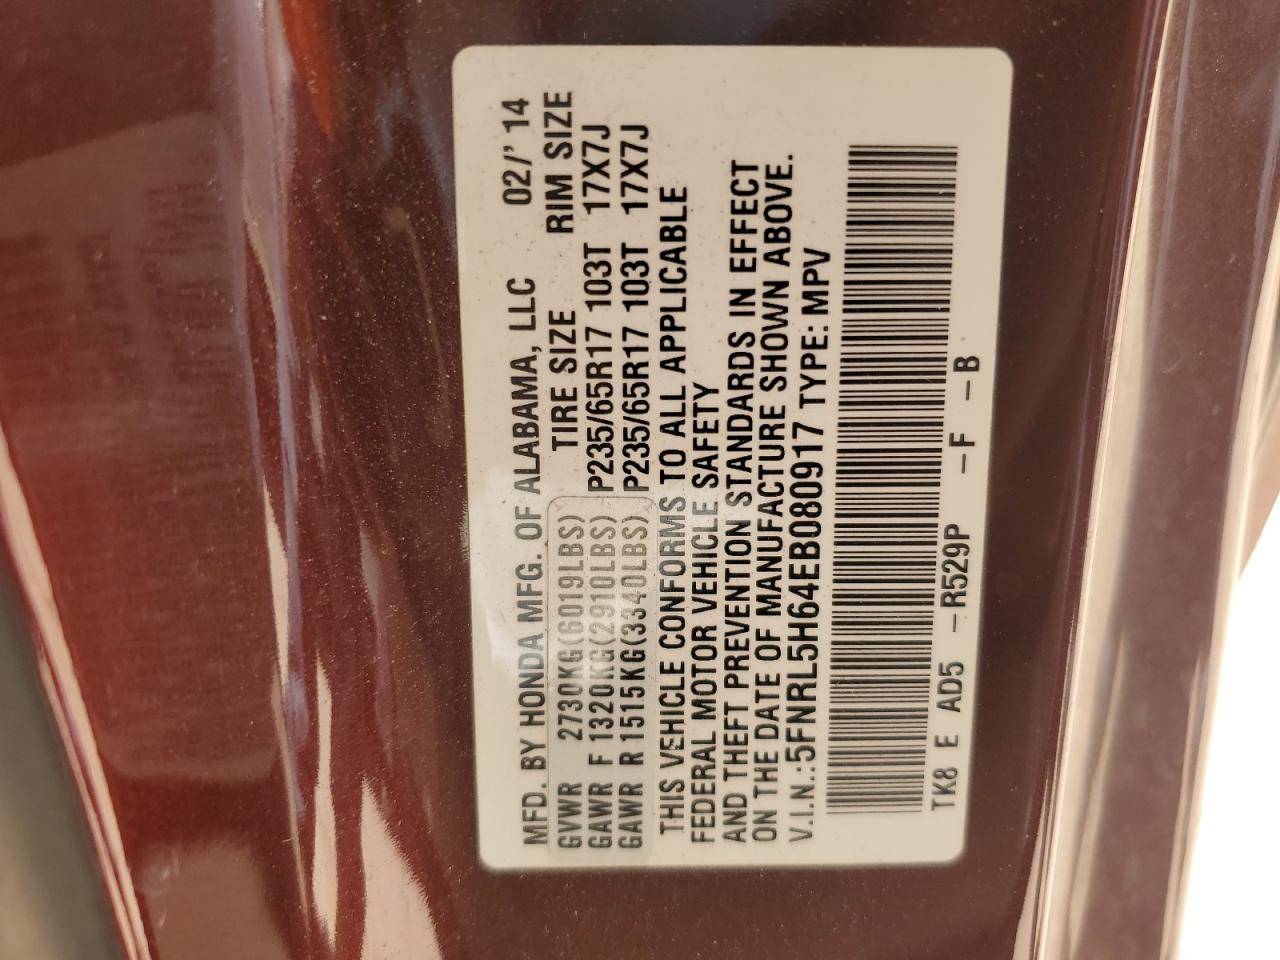 MFD. BY HONDA MFG. OF ALABAMA, LLC 02/' 14
TIRE SIZE RIM SIZE
GVWR 2730KG(6019LBS)
GAWR F 1320KG(2910LBS) P235/65R17 103T 17X7J
GAWR R 1515KG(3340LBS) P235/65R17 103T 17X7J
THIS VEHICLE CONFORMS TO ALL APPLICABLE
FEDERAL MOTOR VEHICLE SAFETY
AND THEFT PREVENTION STANDARDS IN EFFECT
ON THE DATE OF MANUFACTURE SHOWN ABOVE.
V.I.N.:5FNRL5H64EB080917 TYPE: MPV
TK8 E AD5 –R529P –F –B